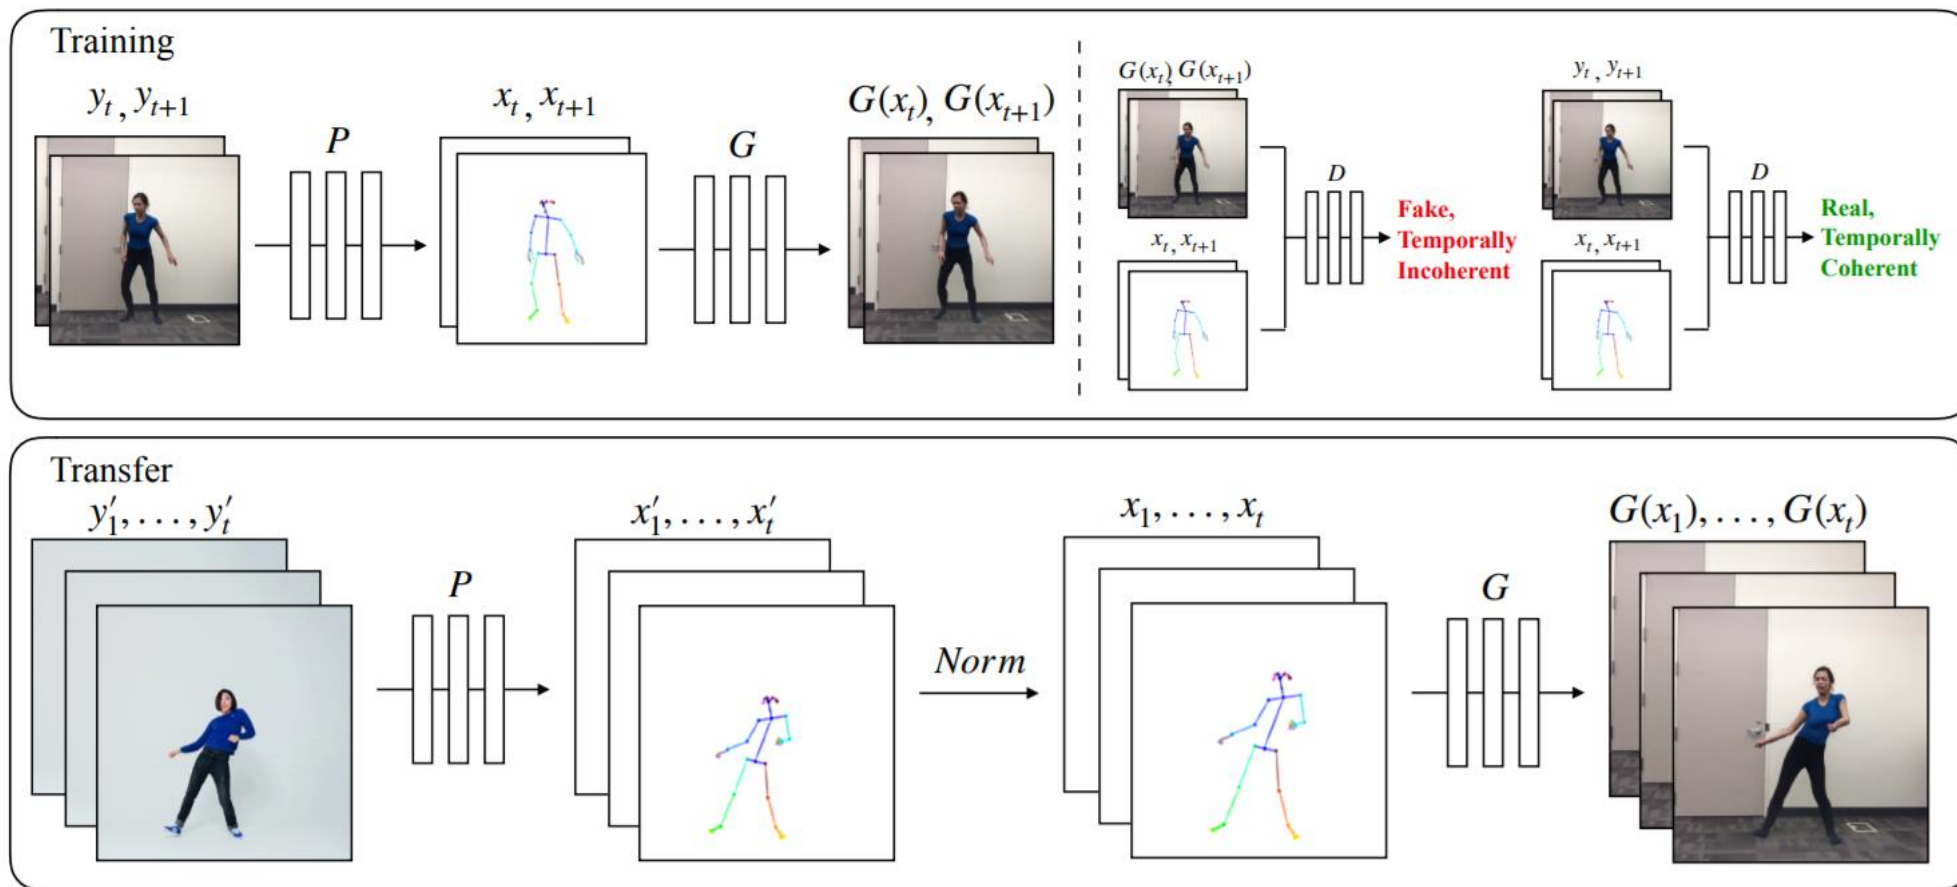 Training
y_t, y_{t+1}
P
x_t, x_{t+1}
G
G(x_t), G(x_{t+1})
G(x_t), G(x_{t+1})
x_t, x_{t+1}
D
Fake,
Temporally
Incoherent
y_t, y_{t+1}
x_t, x_{t+1}
D
Real,
Temporally
Coherent
Transfer
y′_1, . . . , y′_t
P
x′_1, . . . , x′_t
Norm
x_1, . . . , x_t
G
G(x_1), . . . , G(x_t)